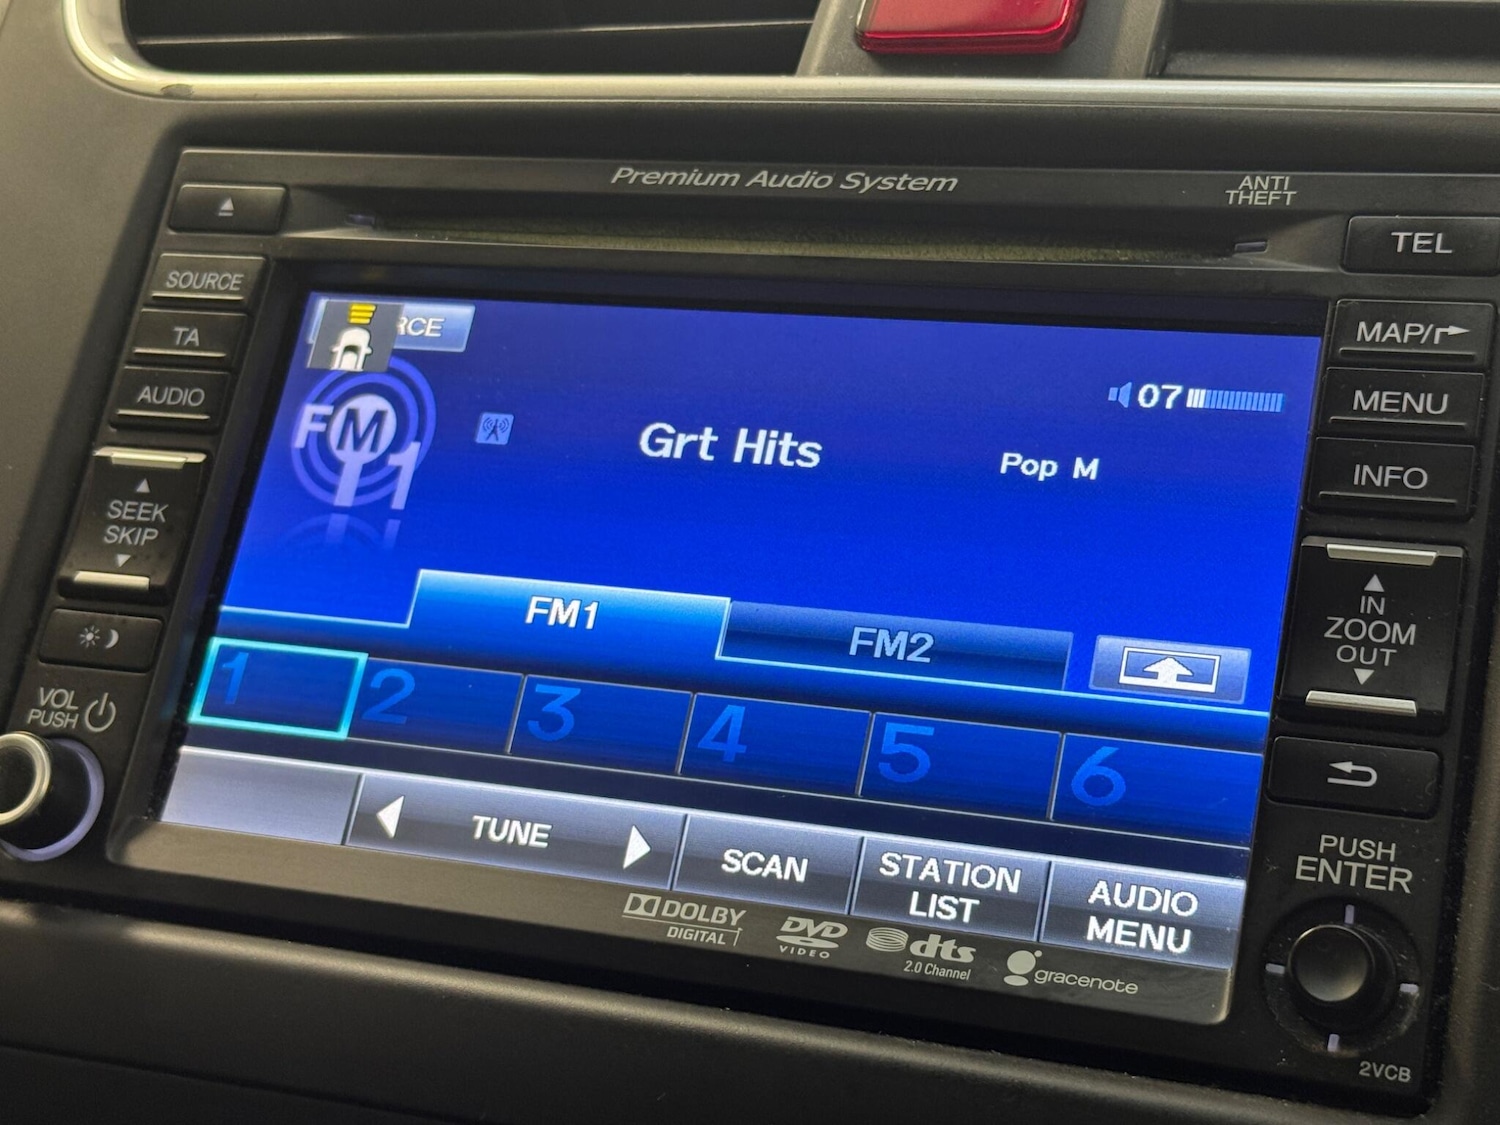 Premium Audio System
ANTI
THEFT
TEL
SOURCE
TA
AUDIO
SEEK
SKIP
VOL
PUSH
RCE
FM
1
07
Grt Hits
Pop M
FM1
FM2
1
2
3
4
5
6
TUNE
SCAN
STATION
LIST
AUDIO
MENU
MAP/
MENU
INFO
IN
ZOOM
OUT
PUSH
ENTER
DOLBY
DIGITAL
DVD
VIDEO
dts
2.0 Channel
gracenote
2VCB